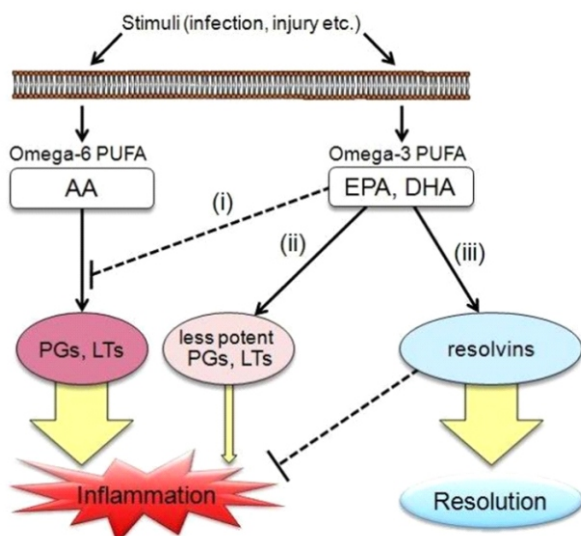 Stimuli (infection, injury etc.)
Omega-6 PUFA
Omega-3 PUFA
AA
EPA, DHA
(i)
(ii)
(iii)
PGs, LTs
less potent
PGs, LTs
resolvins
Inflammation
Resolution